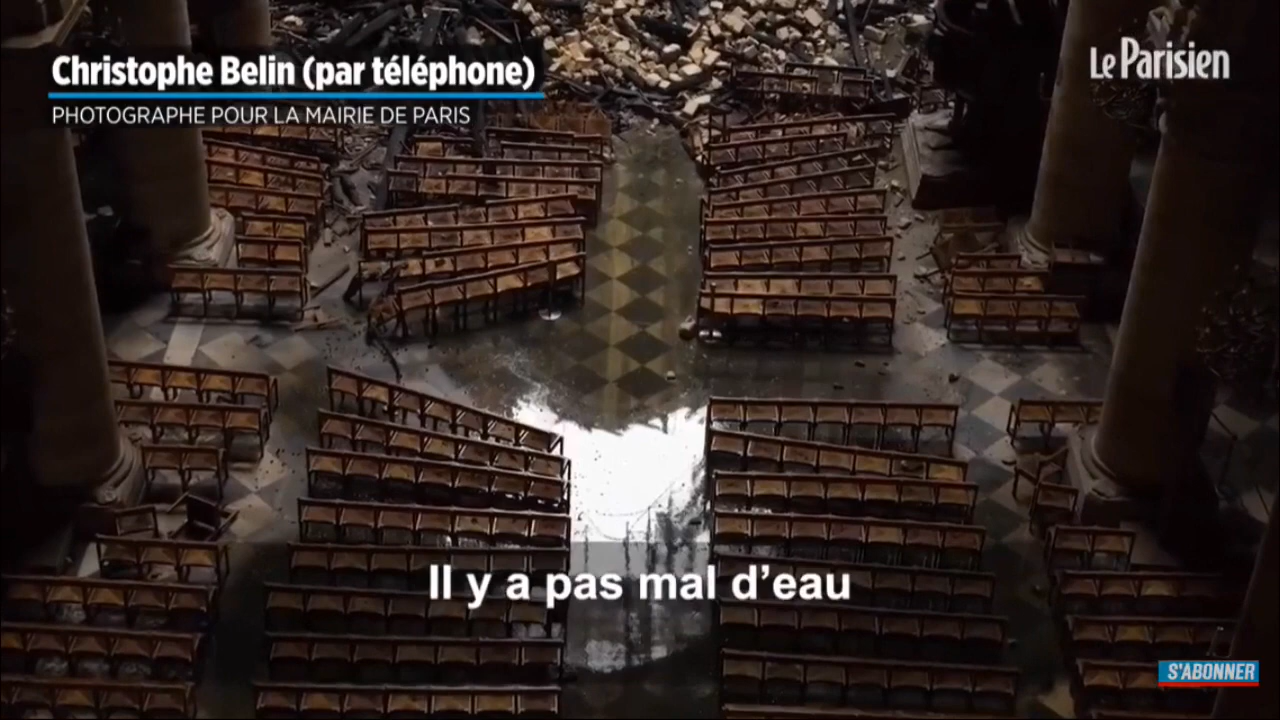 Christophe Belin (par téléphone)
PHOTOGRAPHE POUR LA MAIRIE DE PARIS
Le Parisien
Il y a pas mal d’eau
S'ABONNER